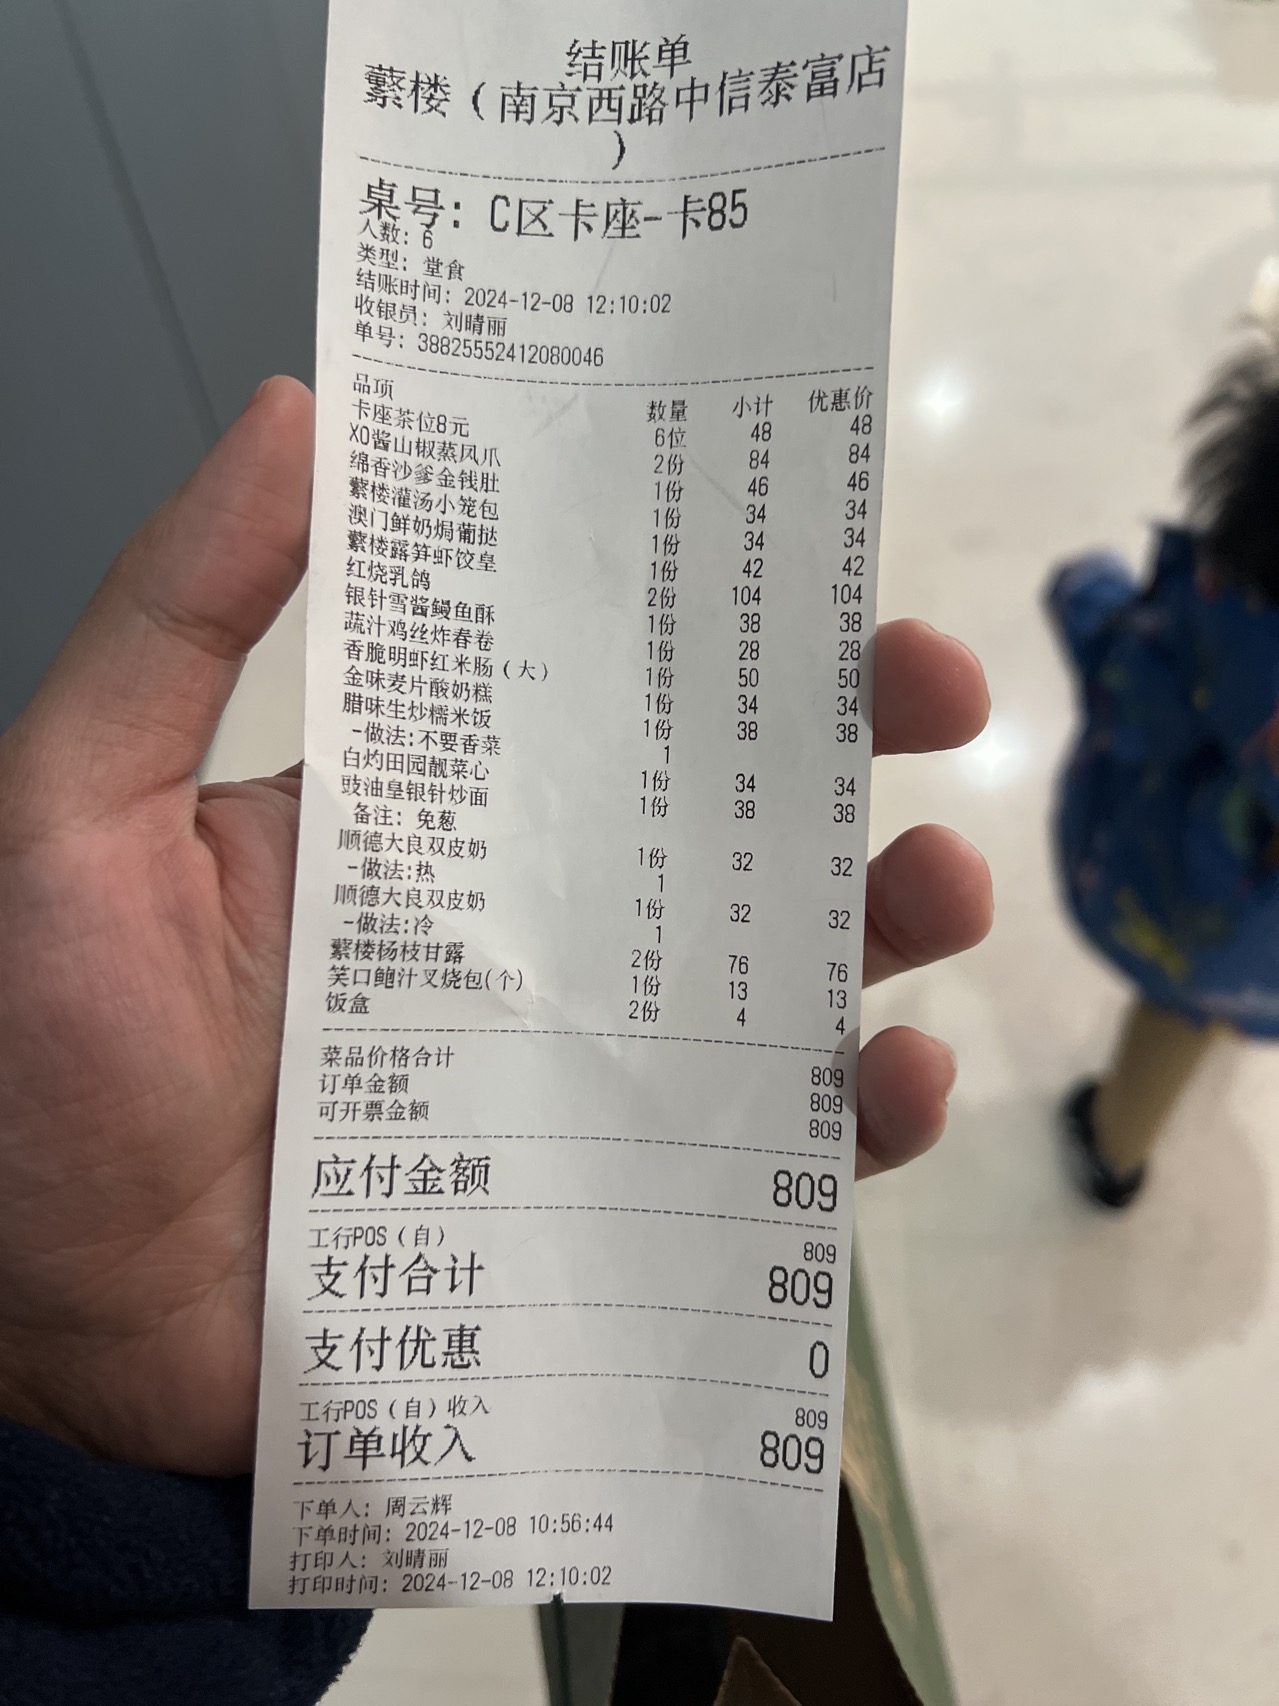 结账单
蘩楼（南京西路中信泰富店
）
桌号：C区卡座-卡85
人数：6
类型：堂食
结账时间：2024-12-08 12:10:02
收银员：刘晴丽
单号：38825552412080046
品项 数量 小计 优惠价
卡座茶位8元 6位 48 48
XO酱山椒蒸凤爪 2份 84 84
绵香沙爹金钱肚 1份 46 46
蘩楼灌汤小笼包 1份 34 34
澳门鲜奶焗葡挞 1份 34 34
蘩楼露笋虾饺皇 1份 42 42
红烧乳鸽 2份 104 104
银针雪酱鳗鱼酥 1份 38 38
蔬汁鸡丝炸春卷 1份 28 28
香脆明虾红米肠（大） 1份 50 50
金味麦片酸奶糕 1份 34 34
腊味生炒糯米饭 1份 38 38
-做法:不要香菜 1
白灼田园靓菜心 1份 34 34
豉油皇银针炒面 1份 38 38
备注：免葱
顺德大良双皮奶 1份 32 32
-做法:热 1
顺德大良双皮奶 1份 32 32
-做法:冷 1
蘩楼杨枝甘露 2份 76 76
笑口鲍汁叉烧包(个) 1份 13 13
饭盒 2份 4 4
菜品价格合计 809
订单金额 809
可开票金额 809
应付金额 809
工行POS（自） 809
支付合计 809
支付优惠 0
工行POS（自）收入 809
订单收入 809
下单人：周云辉
下单时间：2024-12-08 10:56:44
打印人：刘晴丽
打印时间：2024-12-08 12:10:02